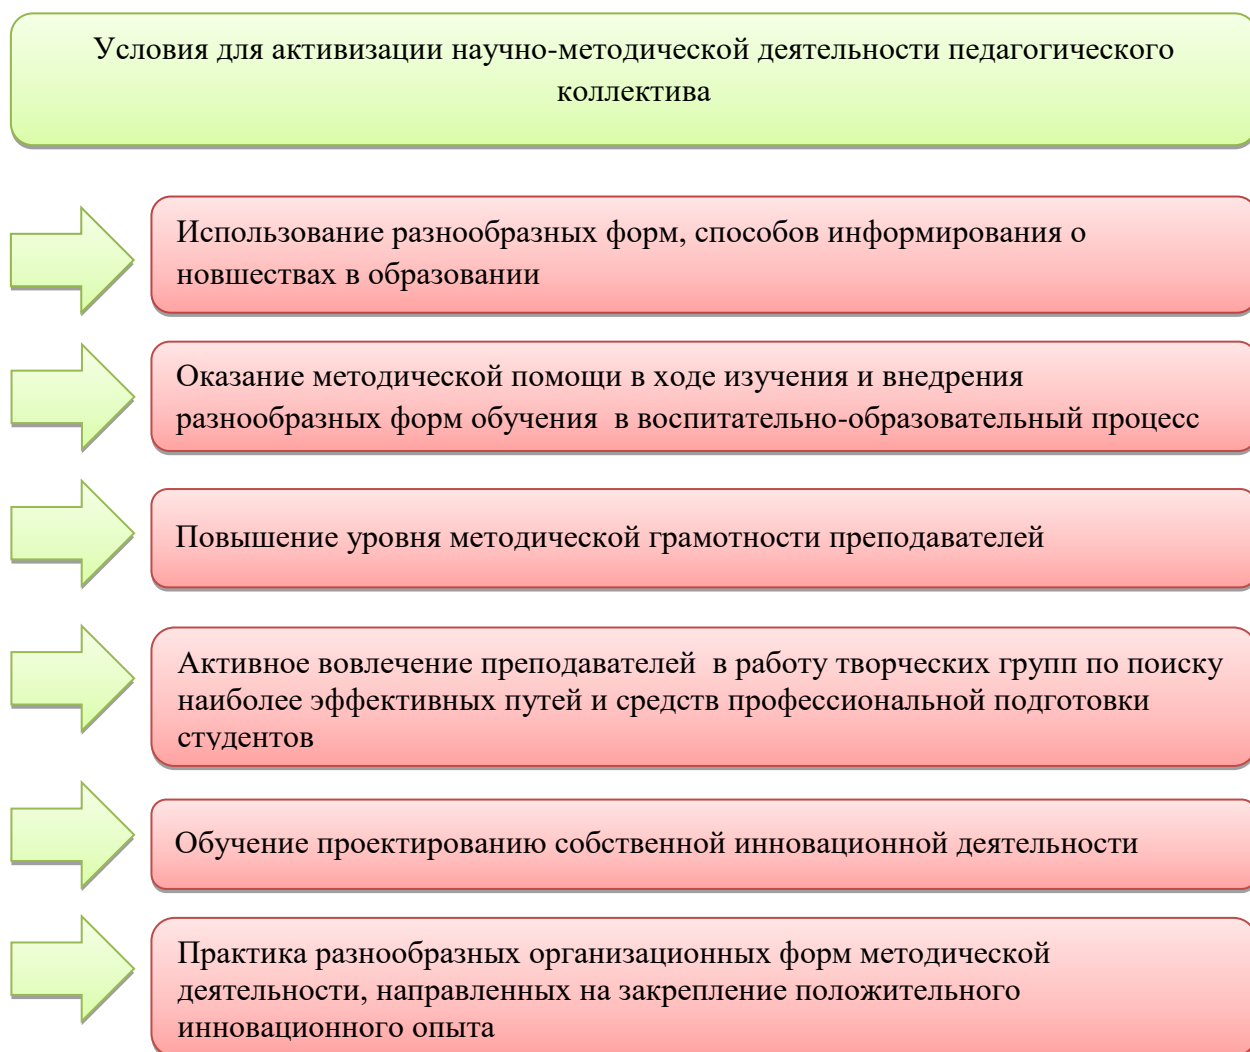 Условия для активизации научно-методической деятельности педагогического
коллектива
Использование разнообразных форм, способов информирования о
новшествах в образовании
Оказание методической помощи в ходе изучения и внедрения
разнообразных форм обучения  в воспитательно-образовательный процесс
Повышение уровня методической грамотности преподавателей
Активное вовлечение преподавателей  в работу творческих групп по поиску
наиболее эффективных путей и средств профессиональной подготовки
студентов
Обучение проектированию собственной инновационной деятельности
Практика разнообразных организационных форм методической
деятельности, направленных на закрепление положительного
инновационного опыта